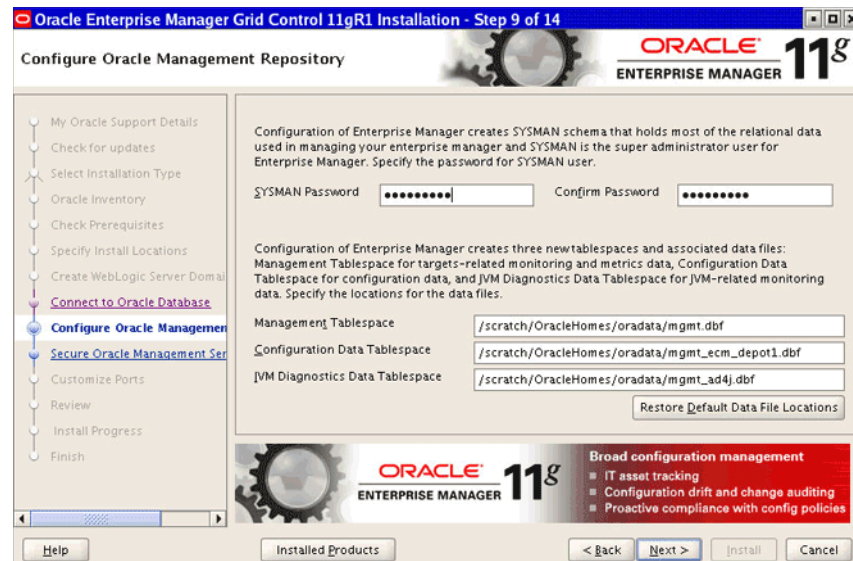 Oracle Enterprise Manager Grid Control 11gR1 Installation - Step 9 of 14
Configure Oracle Management Repository
ORACLE
ENTERPRISE MANAGER 11g
My Oracle Support Details
Check for updates
Select Installation Type
Oracle Inventory
Check Prerequisites
Specify Install Locations
Create WebLogic Server Domai
Connect to Oracle Database
Configure Oracle Managemen
Secure Oracle Management Ser
Customize Ports
Review
Install Progress
Finish
Configuration of Enterprise Manager creates SYSMAN schema that holds most of the relational data
used in managing your enterprise manager and SYSMAN is the super administrator user for
Enterprise Manager. Specify the password for SYSMAN user.
SYSMAN Password ●●●●●●●●● Confirm Password ●●●●●●●●●
Configuration of Enterprise Manager creates three new tablespaces and associated data files:
Management Tablespace for targets-related monitoring and metrics data, Configuration Data
Tablespace for configuration data, and JVM Diagnostics Data Tablespace for JVM-related monitoring
data. Specify the locations for the data files.
Management Tablespace /scratch/OracleHomes/oradata/mgmt.dbf
Configuration Data Tablespace /scratch/OracleHomes/oradata/mgmt_ecm_depot1.dbf
JVM Diagnostics Data Tablespace /scratch/OracleHomes/oradata/mgmt_ad4j.dbf
Restore Default Data File Locations
ORACLE
ENTERPRISE MANAGER 11g
Broad configuration management
IT asset tracking
Configuration drift and change auditing
Proactive compliance with config policies
Help Installed Products < Back Next > Install Cancel